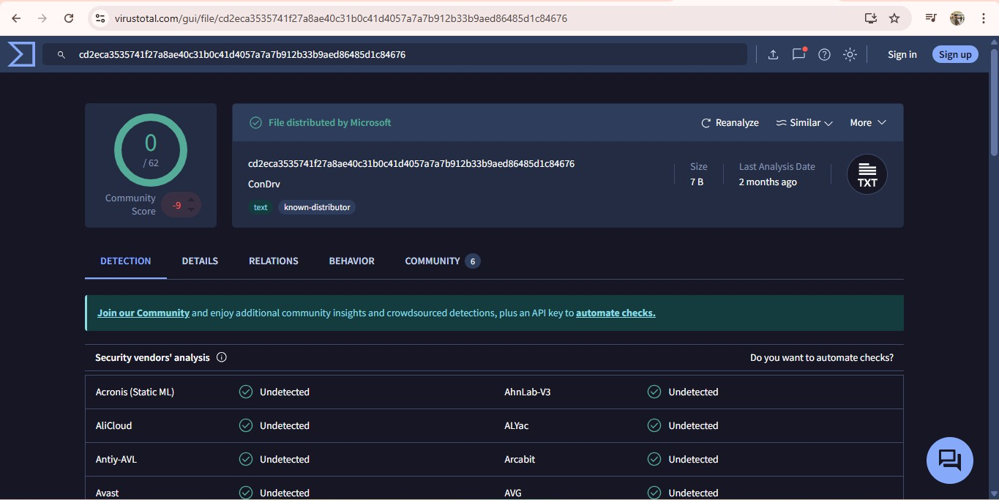 virustotal.com/gui/file/cd2eca3535741f27a8ae40c31b0c41d4057a7a7b912b33b9aed86485d1c84676
cd2eca3535741f27a8ae40c31b0c41d4057a7a7b912b33b9aed86485d1c84676
Sign in
Sign up
0
/ 62
Community
Score
-9
File distributed by Microsoft
Reanalyze
Similar
More
cd2eca3535741f27a8ae40c31b0c41d4057a7a7b912b33b9aed86485d1c84676
ConDrv
text
known-distributor
Size
7 B
Last Analysis Date
2 months ago
TXT
DETECTION
DETAILS
RELATIONS
BEHAVIOR
COMMUNITY 6
Join our Community and enjoy additional community insights and crowdsourced detections, plus an API key to automate checks.
Security vendors' analysis
Do you want to automate checks?
Acronis (Static ML) Undetected AhnLab-V3 Undetected
AliCloud Undetected ALYac Undetected
Antiy-AVL Undetected Arcabit Undetected
Avast Undetected AVG Undetected